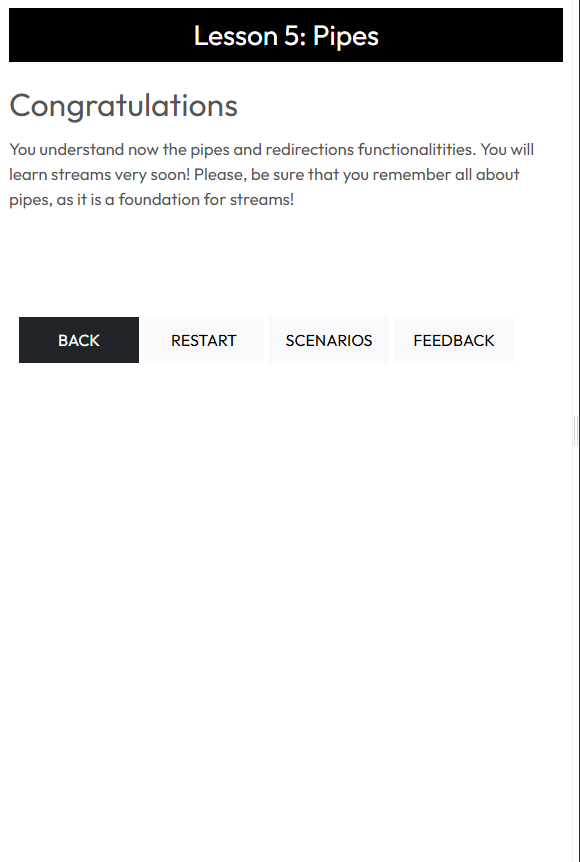 Lesson 5: Pipes
Congratulations
You understand now the pipes and redirections functionalitities. You will
learn streams very soon! Please, be sure that you remember all about
pipes, as it is a foundation for streams!
BACK RESTART SCENARIOS FEEDBACK